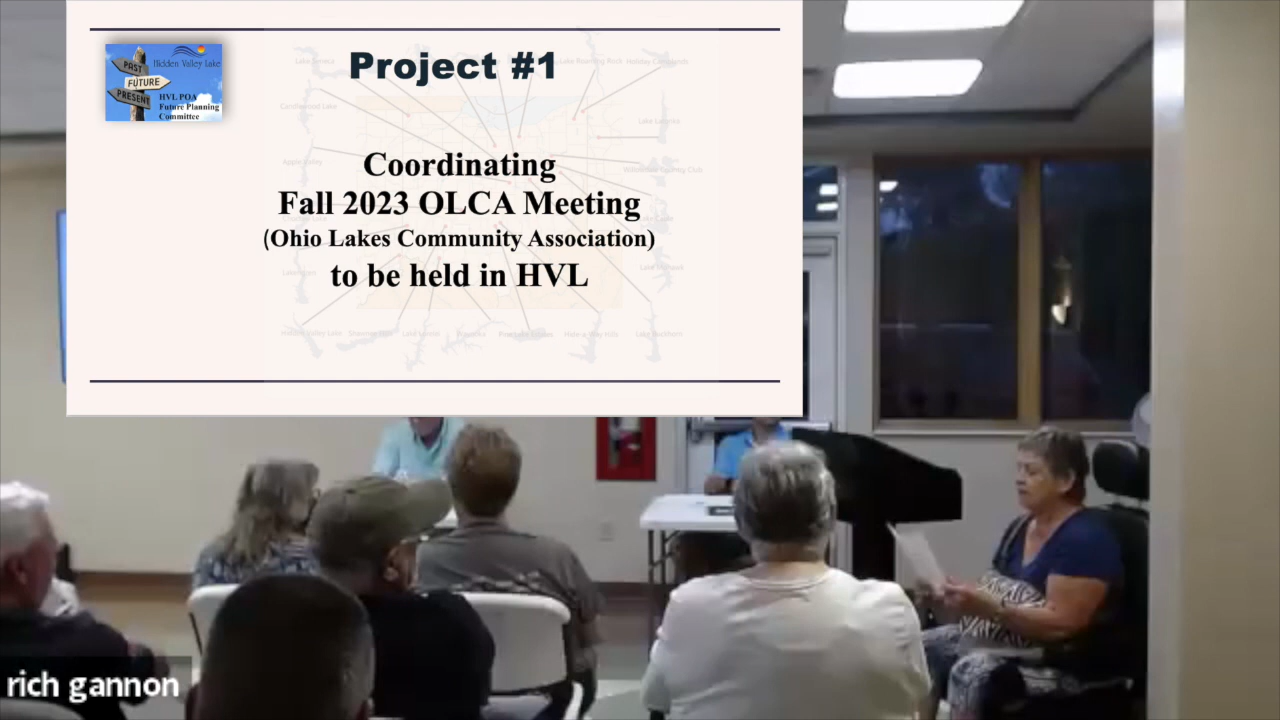 Project #1
Hidden Valley Lake
PAST
FUTURE
PRESENT
HVL POA
Future Planning
Committee
Coordinating
Fall 2023 OLCA Meeting
(Ohio Lakes Community Association)
to be held in HVL
rich gannon